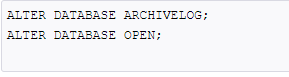 ALTER DATABASE ARCHIVELOG;
ALTER DATABASE OPEN;